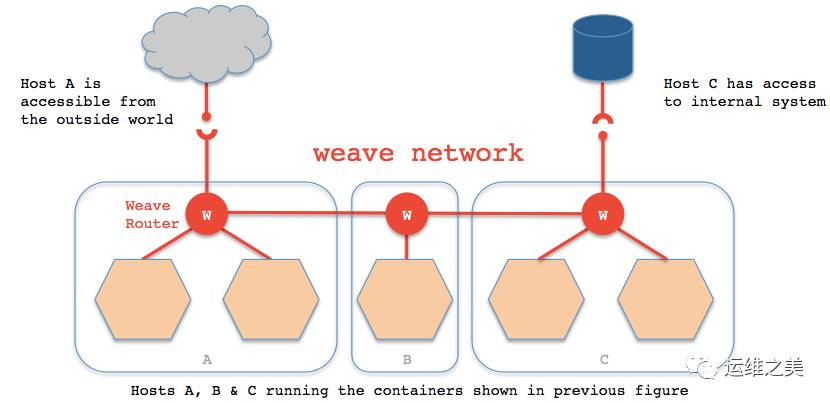 Host A is
accessible from
the outside world
Host C has access
to internal system
weave network
Weave
Router
W
W
W
A
B
C
运维之美
Hosts A, B & C running the containers shown in previous figure